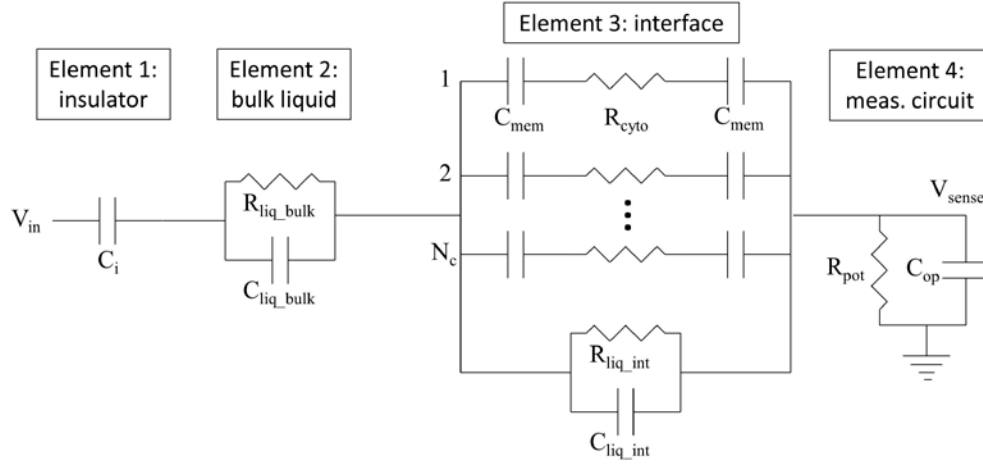 Element 1:
insulator
Element 2:
bulk liquid
Element 3: interface
Element 4:
meas. circuit
1
C_mem
R_cyto
C_mem
2
N_c
V_in
C_i
R_liq_bulk
C_liq_bulk
R_liq_int
C_liq_int
V_sense
R_pot
C_op